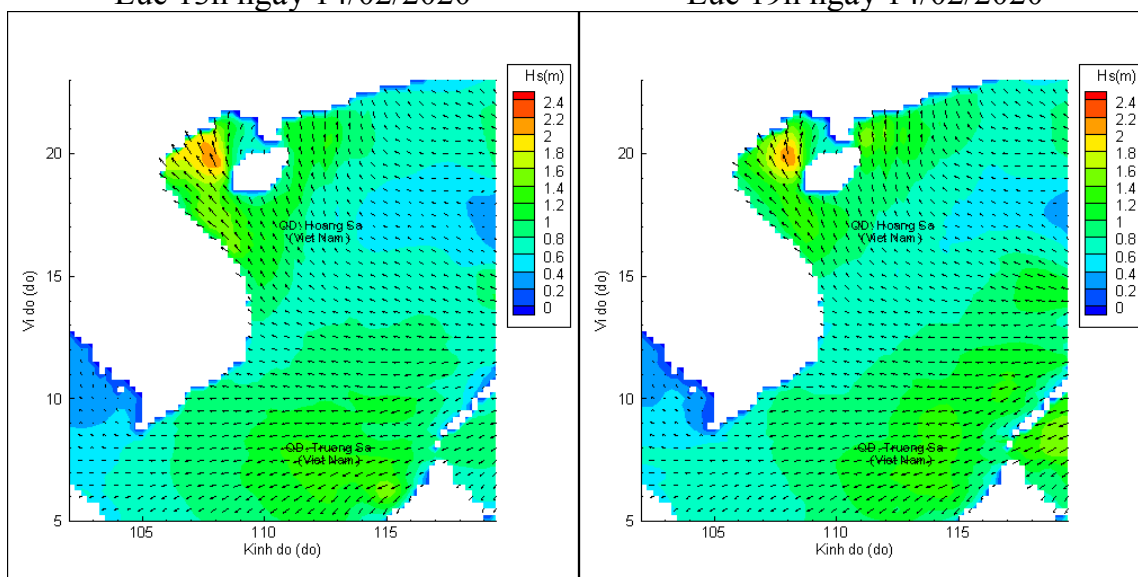 Lúc 13h ngày 14/02/2020
Lúc 19h ngày 14/02/2020
Hs(m)
2.4
2.2
2
1.8
1.6
1.4
1.2
1
0.8
0.6
0.4
0.2
0
20
15
10
5
Vi do (do)
QD. Hoang Sa
(Viet Nam)
QD. Truong Sa
(Viet Nam)
105
110
115
Kinh do (do)
Hs(m)
2.4
2.2
2
1.8
1.6
1.4
1.2
1
0.8
0.6
0.4
0.2
0
20
15
10
5
Vi do (do)
QD. Hoang Sa
(Viet Nam)
QD. Truong Sa
(Viet Nam)
105
110
115
Kinh do (do)